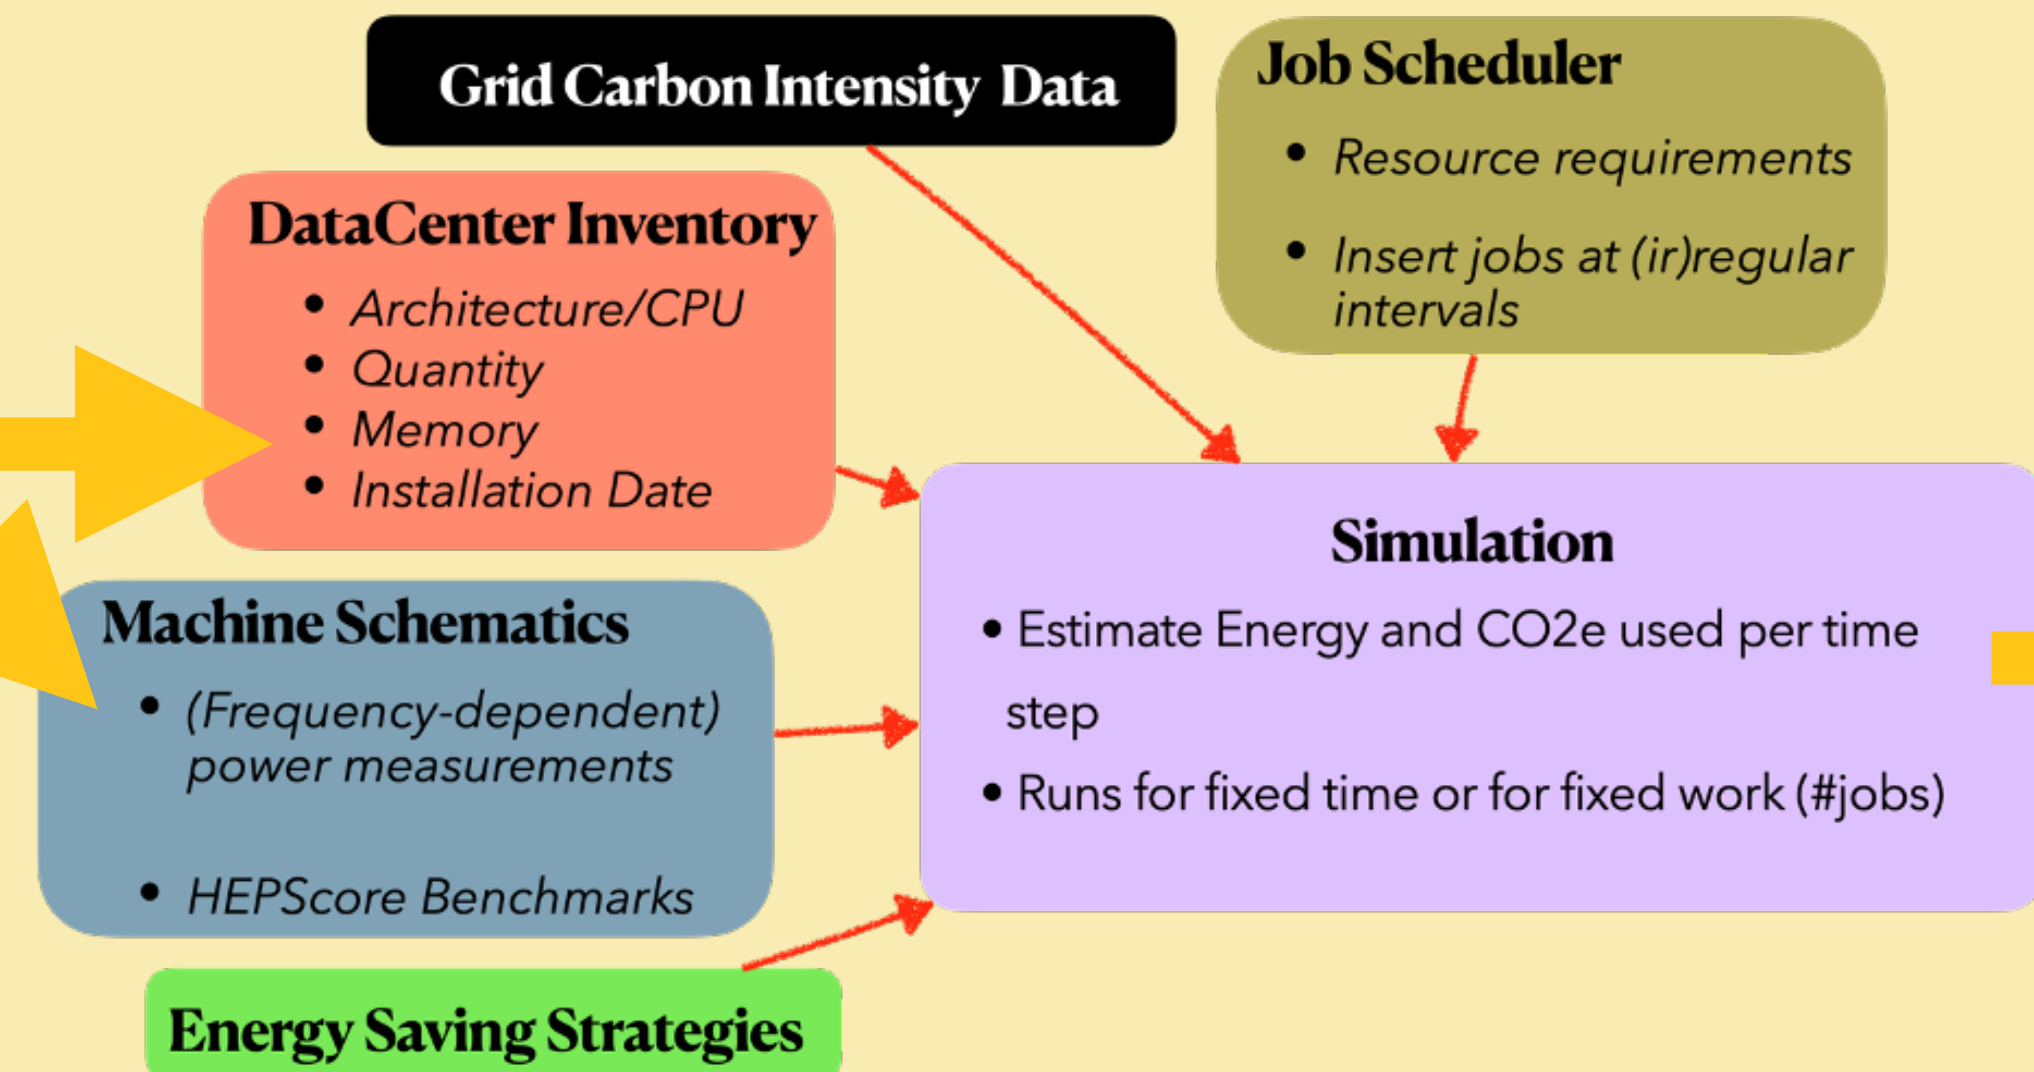 Grid Carbon Intensity Data
Job Scheduler
• Resource requirements
• Insert jobs at (ir)regular
intervals
DataCenter Inventory
• Architecture/CPU
• Quantity
• Memory
• Installation Date
Machine Schematics
• (Frequency-dependent)
power measurements
• HEPScore Benchmarks
Simulation
• Estimate Energy and CO2e used per time
step
• Runs for fixed time or for fixed work (#jobs)
Energy Saving Strategies